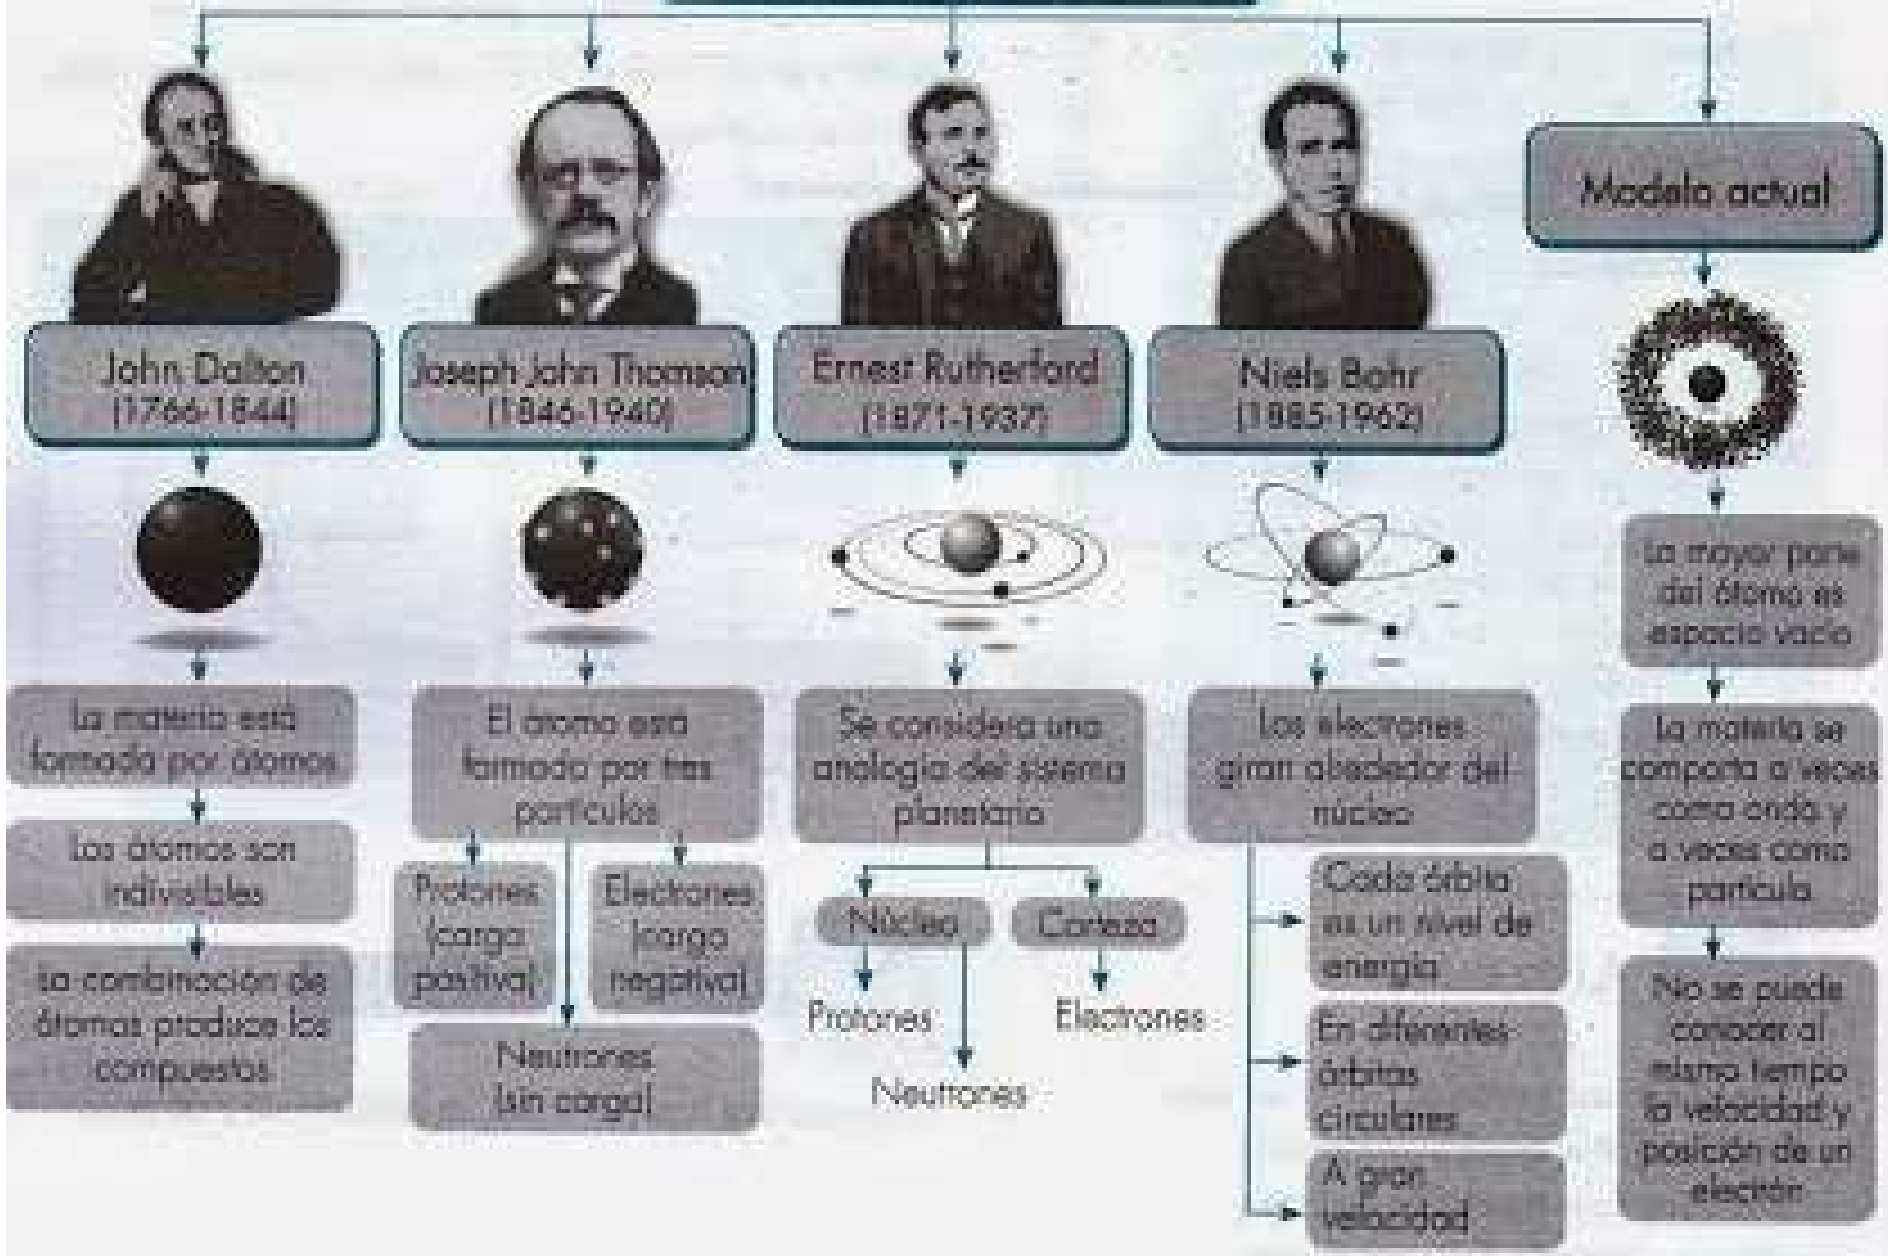 John Dalton
(1766-1844)
La materia está
formada por átomos
Los átomos son
indivisibles
La combinación de
átomos produce los
compuestos
Joseph John Thomson
(1846-1940)
El átomo está
formado por tres
partículas
Protones
(carga
positiva)
Electrones
(carga
negativa)
Neutrones
(sin carga)
Ernest Rutherford
(1871-1937)
Se considera una
analogía del sistema
planetario
Núcleo
Corteza
Protones
Electrones
Neutrones
Niels Bohr
(1885-1962)
Los electrones
giran alrededor del
núcleo
Cada órbita
es un nivel de
energía
En diferentes
órbitas
circulares
A gran
velocidad
Modelo actual
La mayor parte
del átomo es
espacio vacío
La materia se
comporta a veces
como onda y
a veces como
partícula
No se puede
conocer al
mismo tiempo
la velocidad y
posición de un
electrón